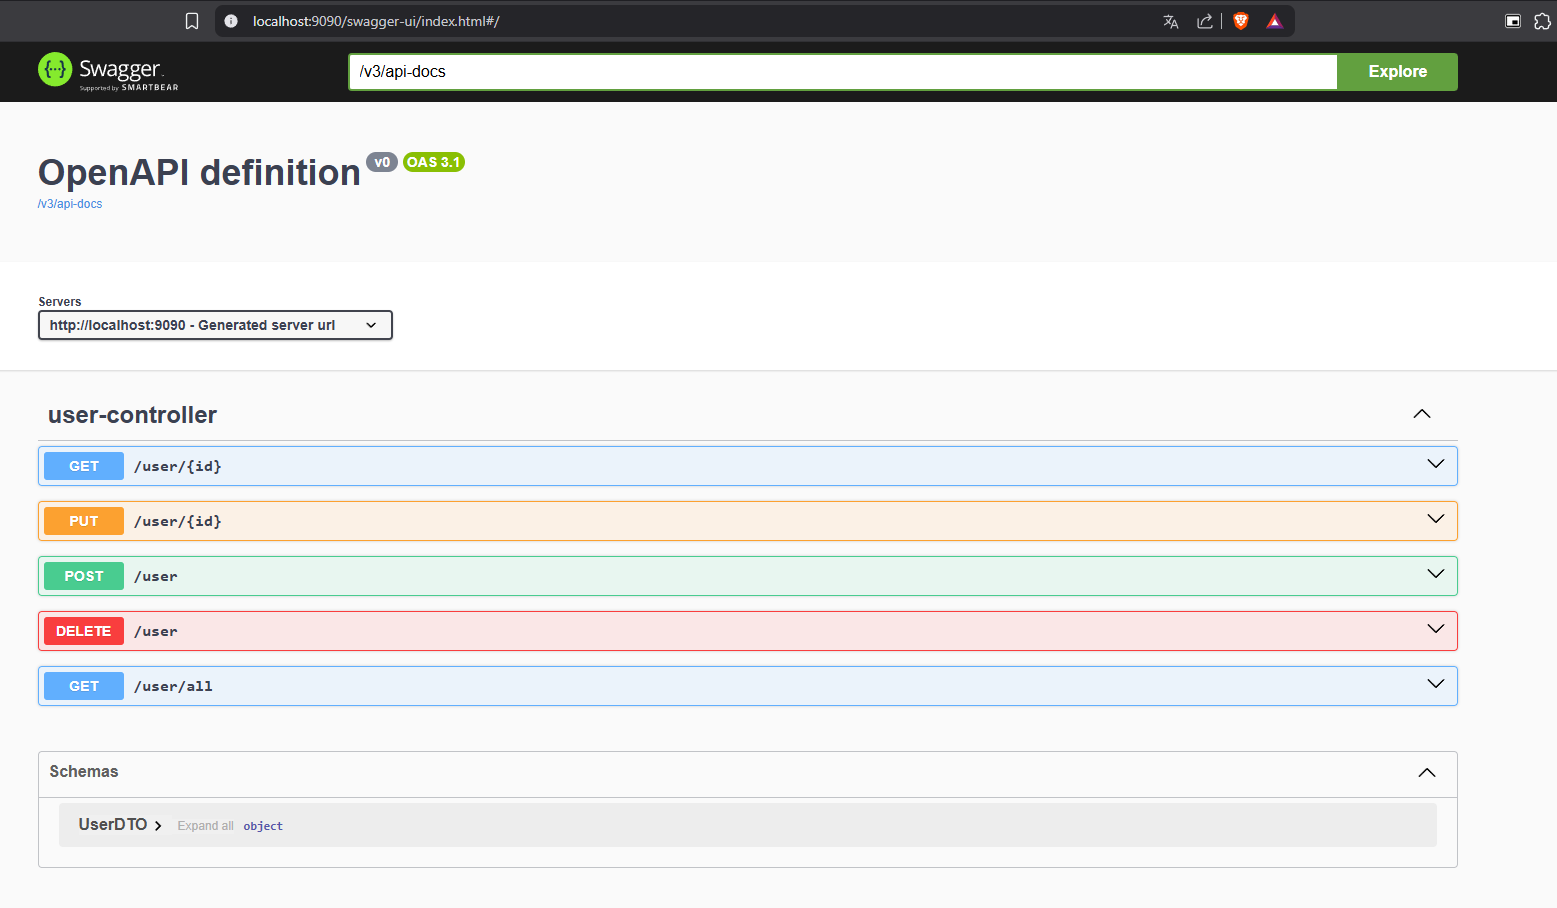 localhost:9090/swagger-ui/index.html#/
Swagger.
Supported by SMARTBEAR
/v3/api-docs
Explore
OpenAPI definition v0 OAS 3.1
/v3/api-docs
Servers
http://localhost:9090 - Generated server url
user-controller
GET /user/{id}
PUT /user/{id}
POST /user
DELETE /user
GET /user/all
Schemas
UserDTO Expand all object